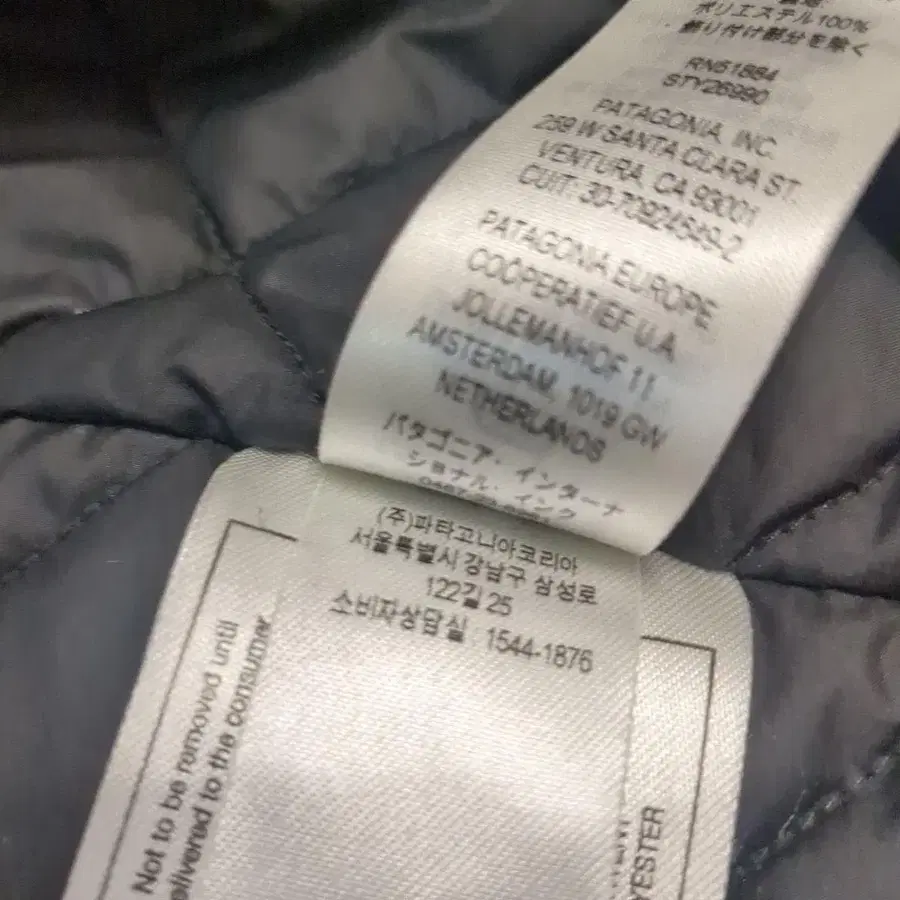 ポリエステル100%
飾り付け部分を除く
RN51884
STY26990
PATAGONIA, INC.
259 W SANTA CLARA ST.
VENTURA, CA 93001
CUIT: 30-70924549-2
PATAGONIA EUROPE
COÖPERATIEF U.A.
JOLLEMANHOF 11
AMSTERDAM, 1019 GW
NETHERLANDS
パタゴニア・インターナ
ショナル・インク
(주)파타고니아코리아
서울특별시 강남구 삼성로
122길 25
소비자상담실 1544-1876
Not to be removed until
delivered to the consumer
YESTER